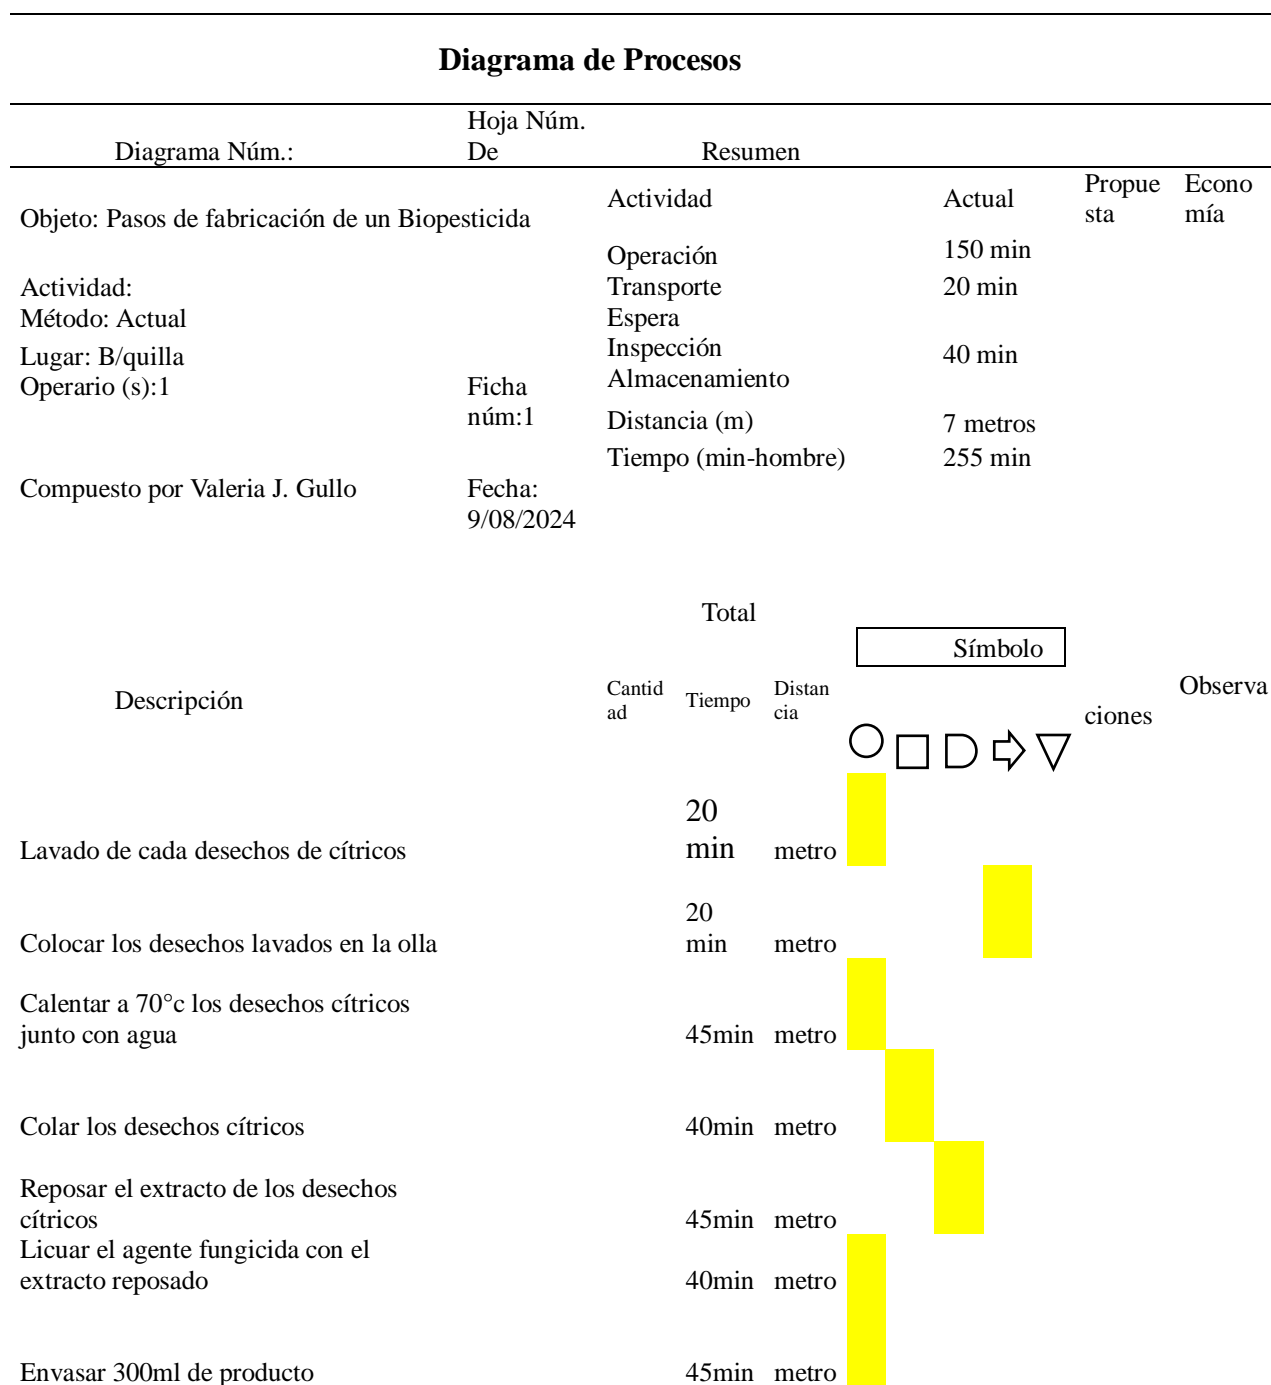 Diagrama de Procesos
Hoja Núm.
Diagrama Núm.: De Resumen
Objeto: Pasos de fabricación de un Biopesticida
Actividad Actual Propue Econo
sta mía
Operación 150 min
Actividad: Transporte 20 min
Método: Actual Espera
Lugar: B/quilla Inspección 40 min
Operario (s):1 Ficha Almacenamiento
núm:1 Distancia (m) 7 metros
Tiempo (min-hombre) 255 min
Compuesto por Valeria J. Gullo Fecha:
9/08/2024
Total
Símbolo
Descripción Cantid Tiempo Distan Observa
ad cia ciones
20
Lavado de cada desechos de cítricos min metro
20
Colocar los desechos lavados en la olla min metro
Calentar a 70°c los desechos cítricos
junto con agua 45min metro
Colar los desechos cítricos 40min metro
Reposar el extracto de los desechos
cítricos 45min metro
Licuar el agente fungicida con el
extracto reposado 40min metro
Envasar 300ml de producto 45min metro